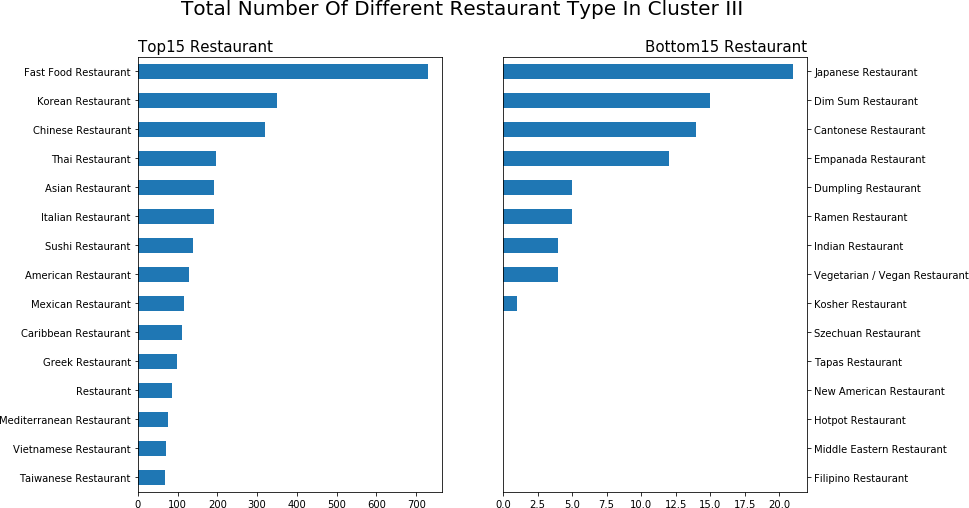 Total Number Of Different Restaurant Type In Cluster III
Top15 Restaurant
Fast Food Restaurant
Korean Restaurant
Chinese Restaurant
Thai Restaurant
Asian Restaurant
Italian Restaurant
Sushi Restaurant
American Restaurant
Mexican Restaurant
Caribbean Restaurant
Greek Restaurant
Restaurant
Mediterranean Restaurant
Vietnamese Restaurant
Taiwanese Restaurant
0 100 200 300 400 500 600 700
Bottom15 Restaurant
Japanese Restaurant
Dim Sum Restaurant
Cantonese Restaurant
Empanada Restaurant
Dumpling Restaurant
Ramen Restaurant
Indian Restaurant
Vegetarian / Vegan Restaurant
Kosher Restaurant
Szechuan Restaurant
Tapas Restaurant
New American Restaurant
Hotpot Restaurant
Middle Eastern Restaurant
Filipino Restaurant
0.0 2.5 5.0 7.5 10.0 12.5 15.0 17.5 20.0